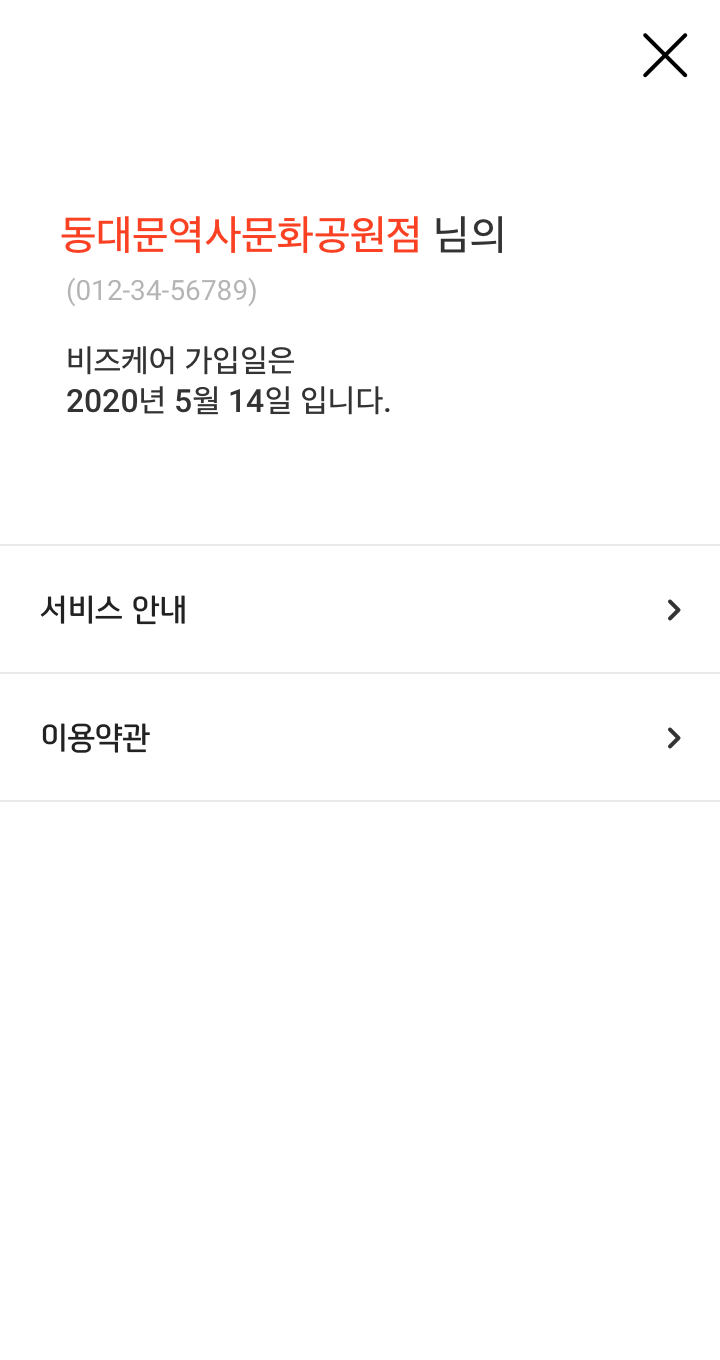 동대문역사문화공원점 님의
(012-34-56789)
비즈케어 가입일은
2020년 5월 14일 입니다.
서비스 안내
이용약관